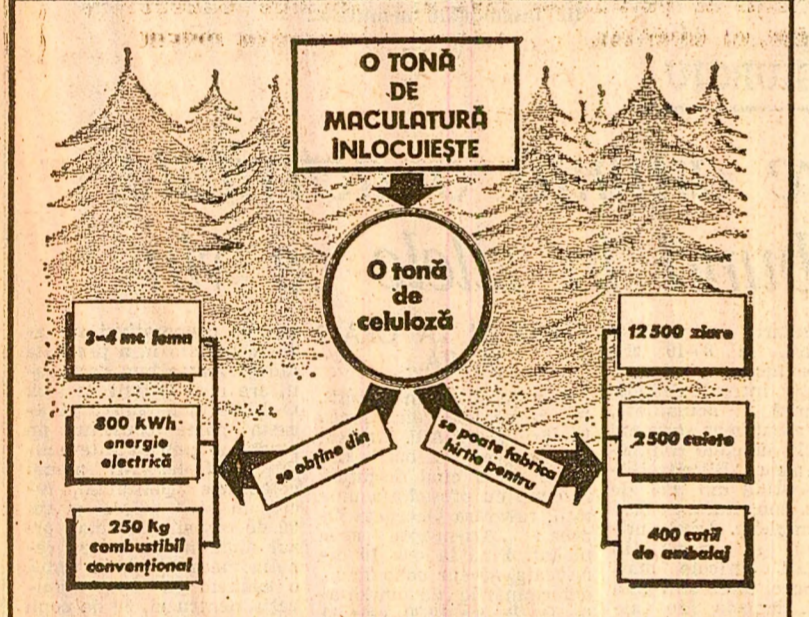 O TONĂ
DE
MACULATURĂ
ÎNLOCUIEȘTE
O tonă
de
celuloză
3-4 mc lemn
800 kWh
energie
electrică
250 kg
combustibil
convențional
se obține din
se poate fabrica
hîrtie pentru
12 500 ziare
2 500 caiete
400 cutii
de ambalaj